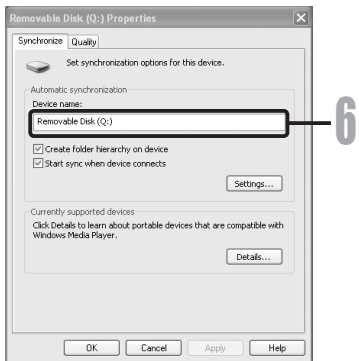 Removable Disk (Q:) Properties
Synchronize Quality
Set synchronization options for this device.
Automatic synchronization
Device name:
Removable Disk (Q:)
6
Create folder hierarchy on device
Start sync when device connects
Settings...
Currently supported devices
Click Details to learn about portable devices that are compatible with
Windows Media Player.
Details...
OK Cancel Apply Help